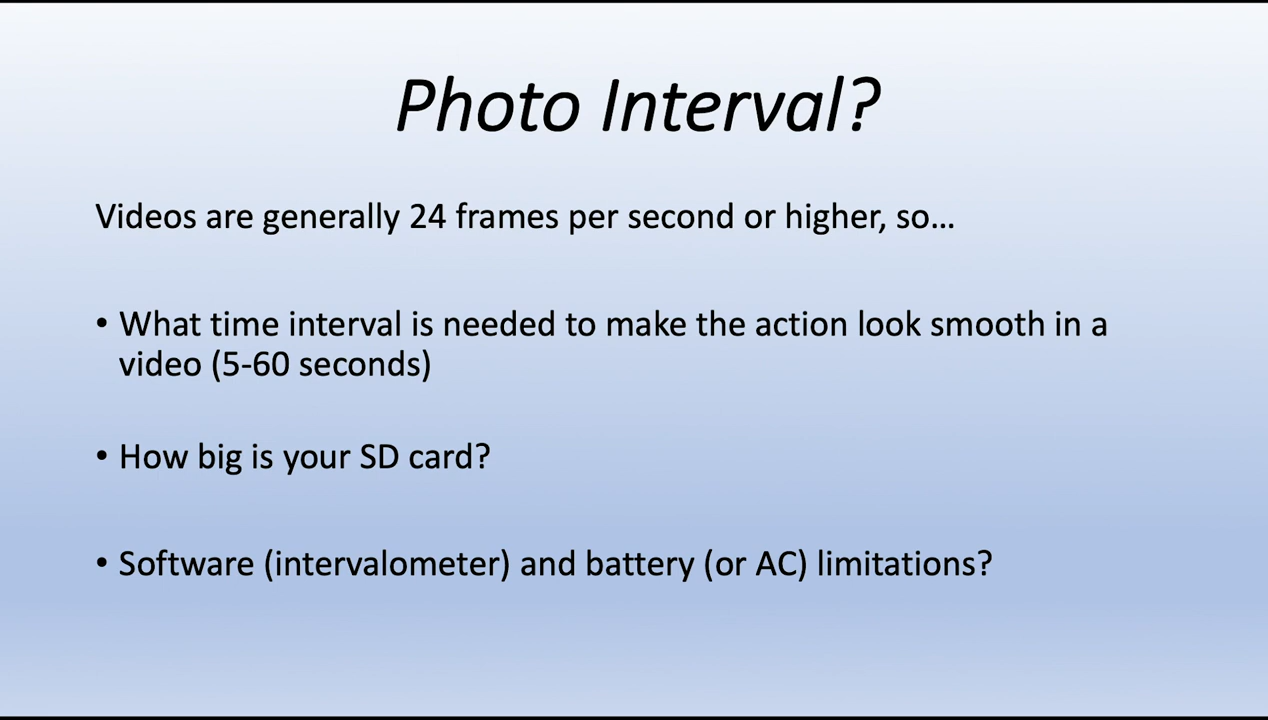 Photo Interval?
Videos are generally 24 frames per second or higher, so…
• What time interval is needed to make the action look smooth in a
video (5-60 seconds)
• How big is your SD card?
• Software (intervalometer) and battery (or AC) limitations?